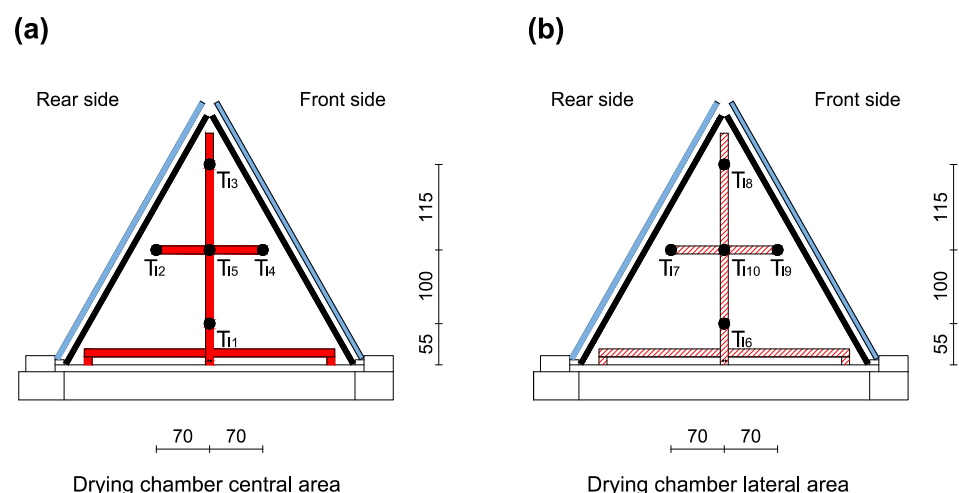 (a)
(b)
Rear side
Front side
Rear side
Front side
TI3
TI8
115
115
TI2
TI5
TI4
TI7
TI10
TI9
100
100
TI1
TI6
55
55
70
70
70
70
Drying chamber central area
Drying chamber lateral area